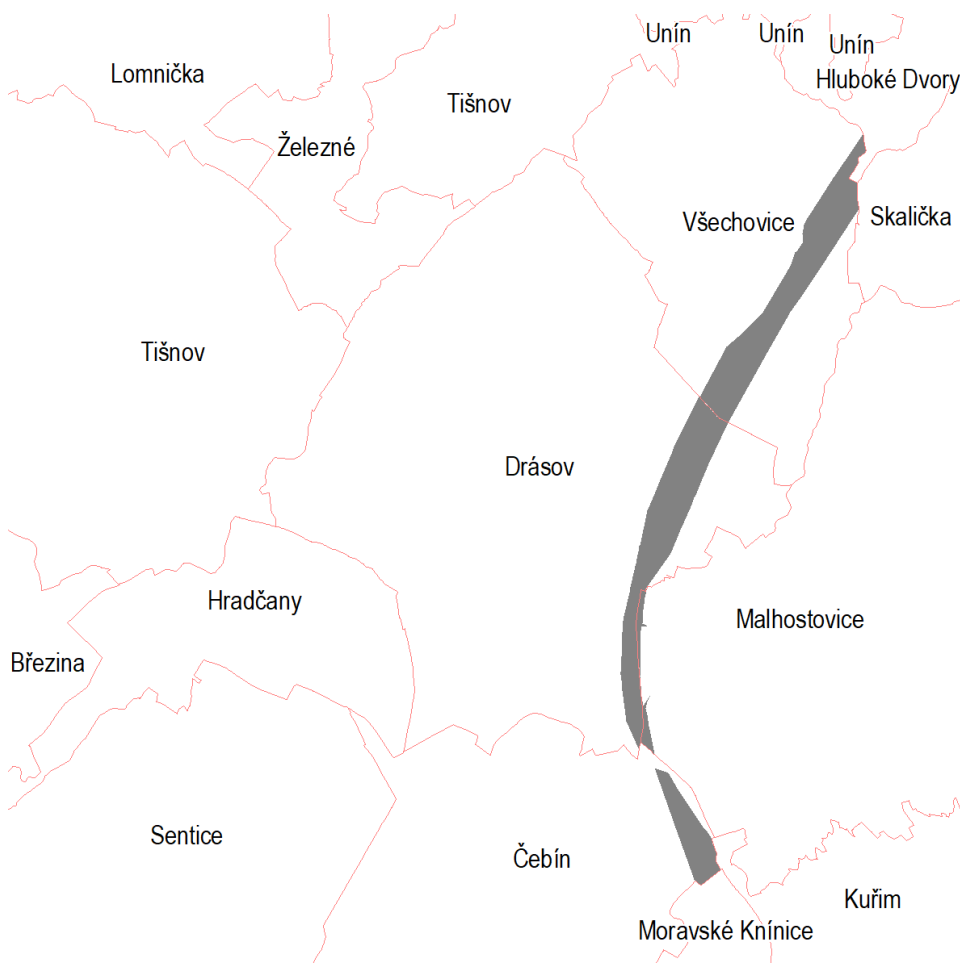 Unín
Unín
Unín
Lomnička
Hluboké Dvory
Tišnov
Železné
Všechovice
Skalička
Tišnov
Drásov
Hradčany
Malhostovice
Březina
Sentice
Čebín
Kuřim
Moravské Knínice